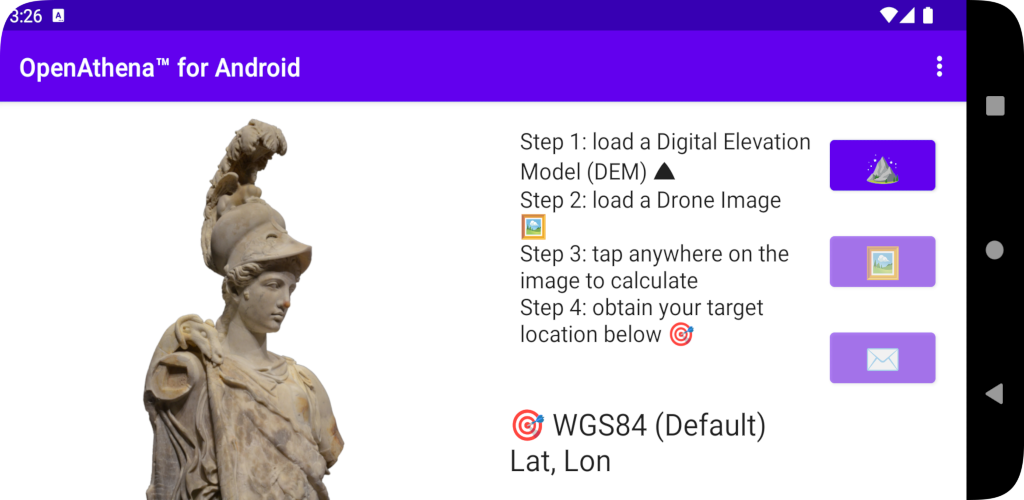 3:26 A
OpenAthena™ for Android
Step 1: load a Digital Elevation
Model (DEM) ▲
Step 2: load a Drone Image
🖼️
Step 3: tap anywhere on the
image to calculate
Step 4: obtain your target
location below 🎯
🎯 WGS84 (Default)
Lat, Lon